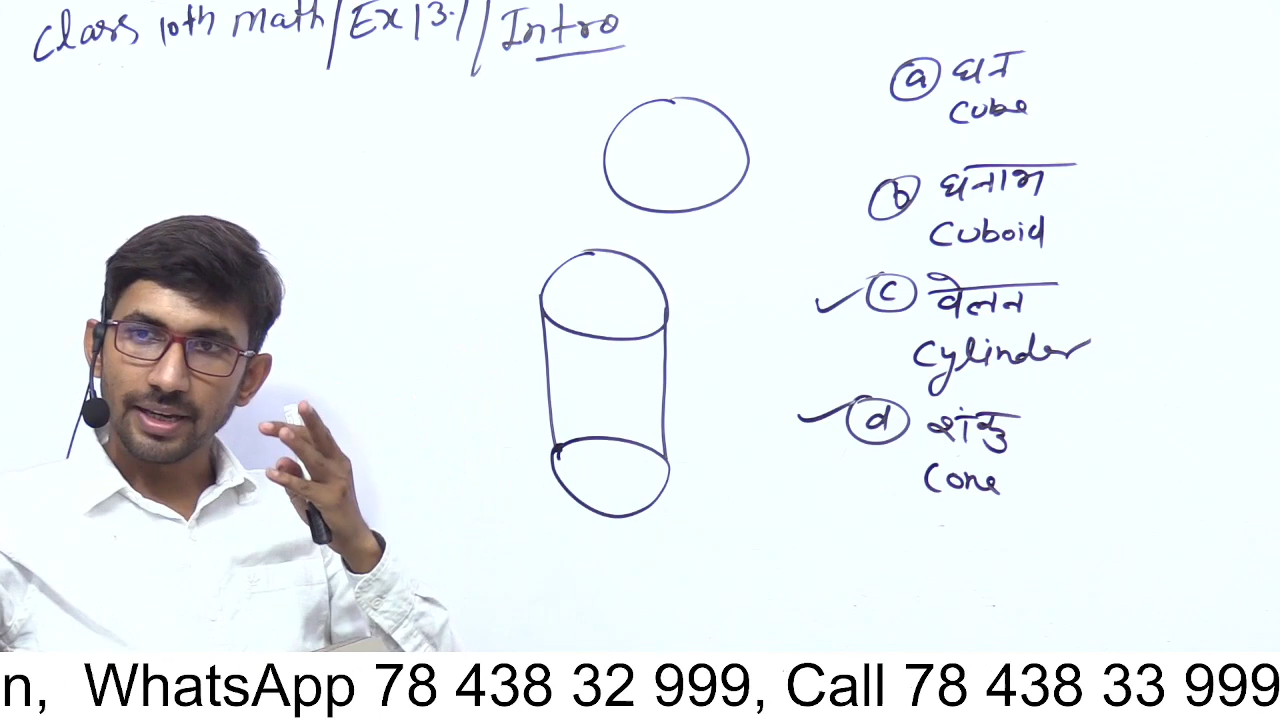 Class 10th math/Ex 13.1/Intro
a घन
Cube
b घनाभ
Cuboid
c वेलन
Cylinder
d शंकु
Cone
n, WhatsApp 78 438 32 999, Call 78 438 33 999